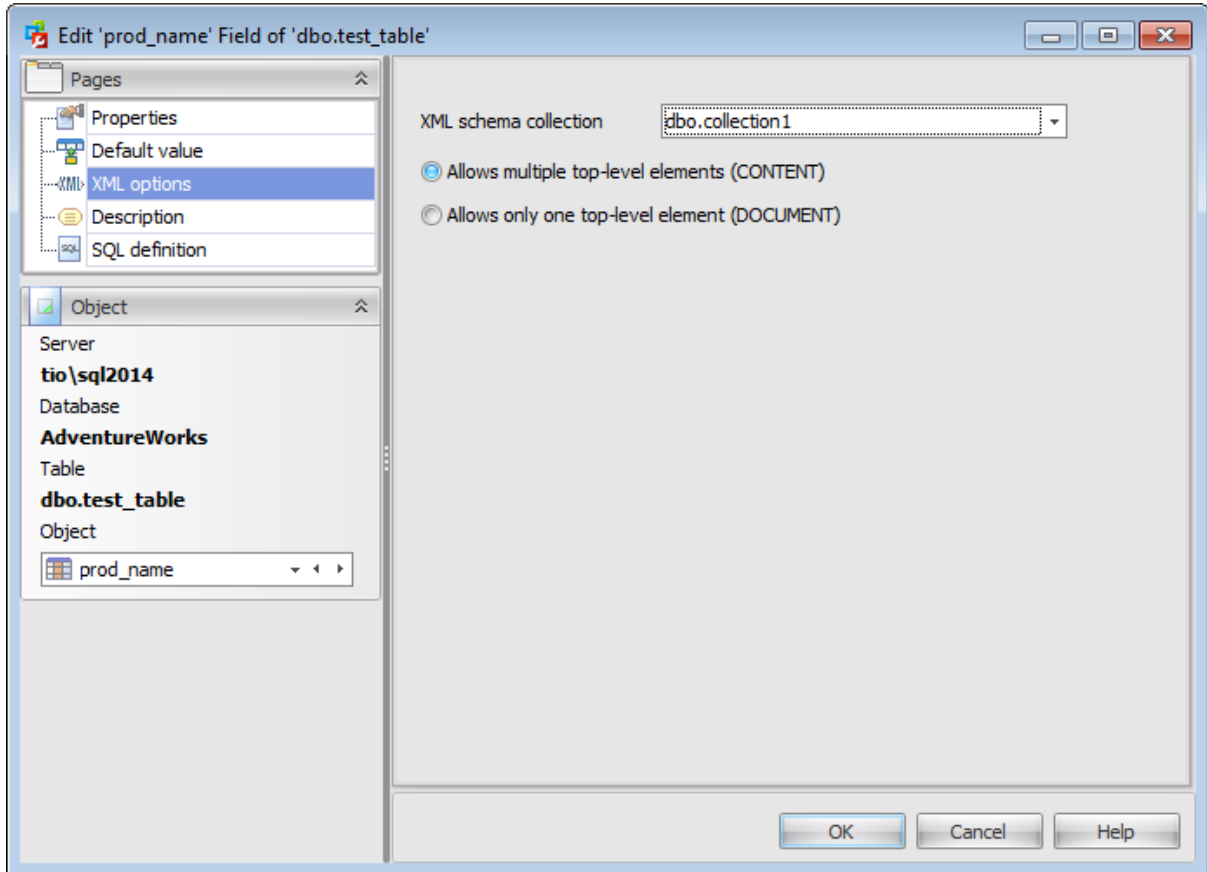 Edit 'prod_name' Field of 'dbo.test_table'
Pages
Properties
Default value
XML options
Description
SQL definition
Object
Server
tio\sql2014
Database
AdventureWorks
Table
dbo.test_table
Object
prod_name
XML schema collection dbo.collection1
Allows multiple top-level elements (CONTENT)
Allows only one top-level element (DOCUMENT)
OK Cancel Help